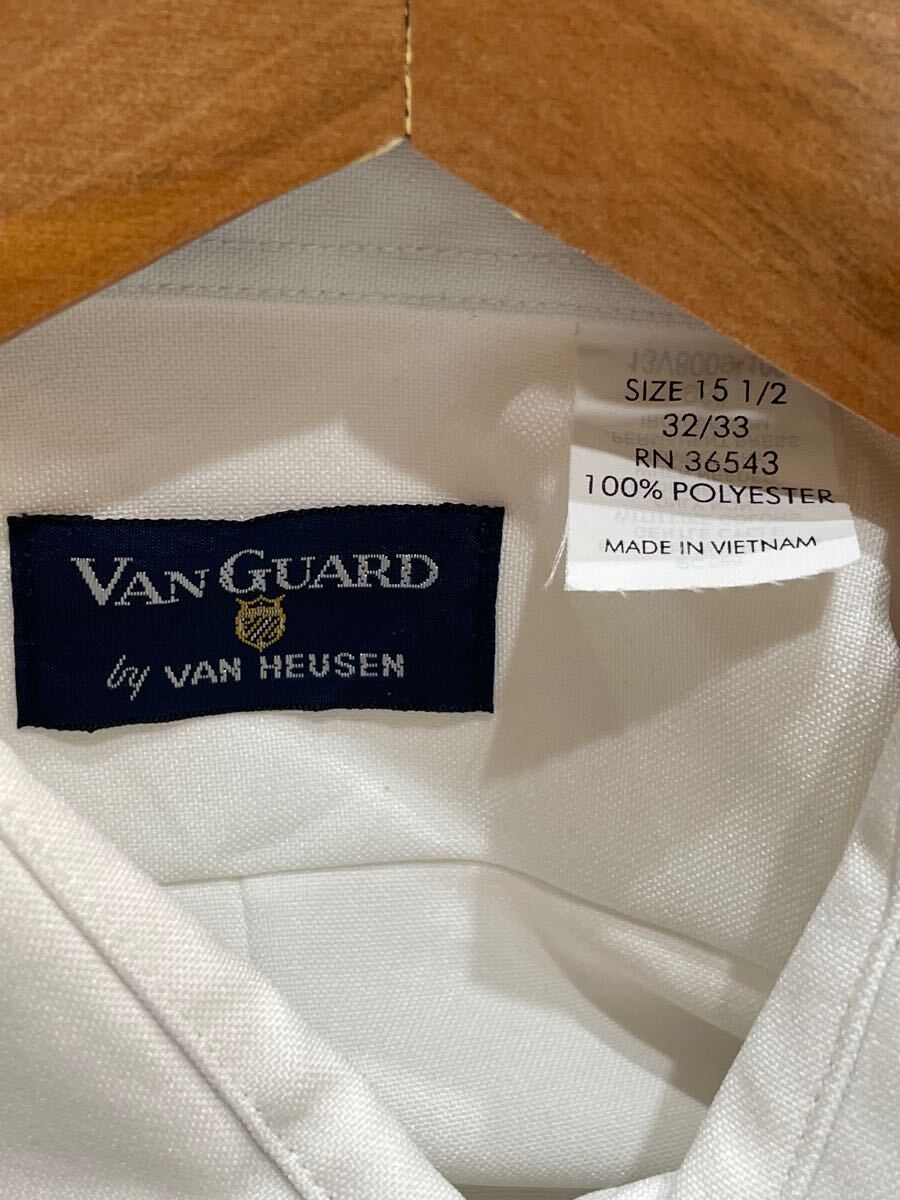 VAN GUARD
by VAN HEUSEN
SIZE 15 1/2
32/33
RN 36543
100% POLYESTER
MADE IN VIETNAM